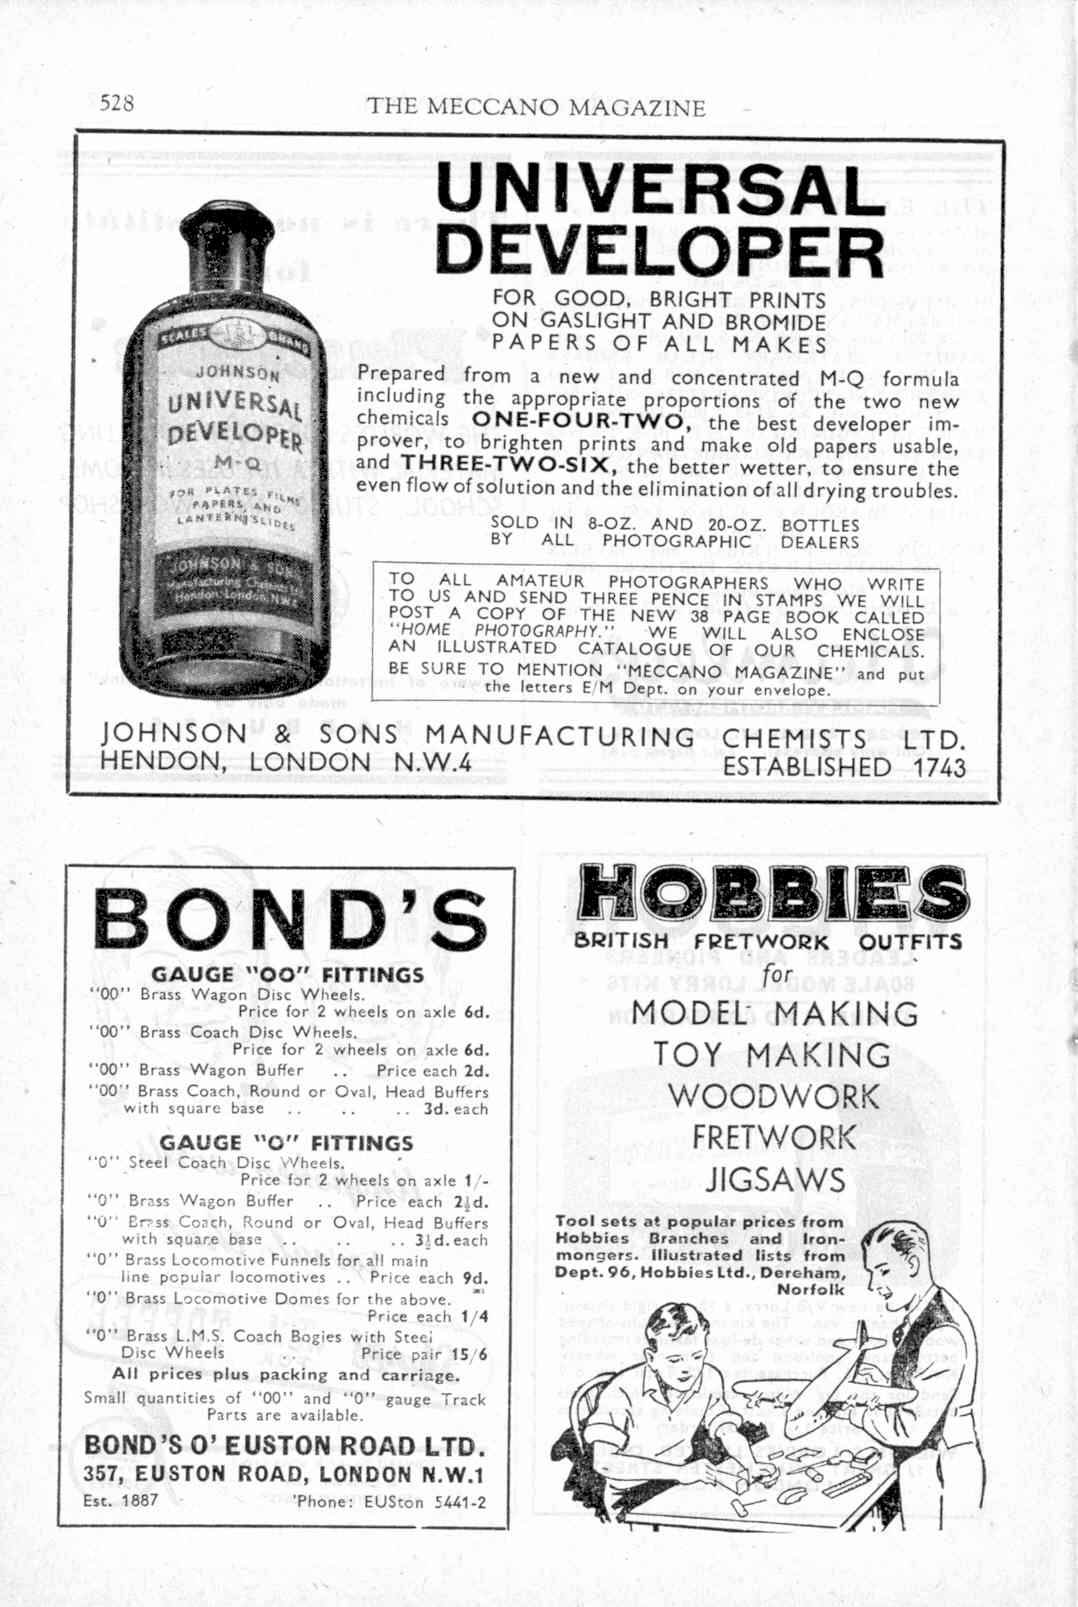 528
THE MECCANO MAGAZINE
UNIVERSAL
DEVELOPER
FOR GOOD, BRIGHT PRINTS
ON GASLIGHT AND BROMIDE
PAPERS OF ALL MAKES
SCALES BRAND
JOHNSON
UNIVERSAL
DEVELOPER
M-Q
FOR PLATES FILMS
PAPERS, AND
LANTERN SLIDES
JOHNSON & SONS
Manufacturing Chemists Ltd
Hendon London, N.W.4
Prepared from a new and concentrated M-Q formula
including the appropriate proportions of the two new
chemicals ONE-FOUR-TWO, the best developer im-
prover, to brighten prints and make old papers usable,
and THREE-TWO-SIX, the better wetter, to ensure the
even flow of solution and the elimination of all drying troubles.
SOLD IN 8-OZ. AND 20-OZ. BOTTLES
BY ALL PHOTOGRAPHIC DEALERS
TO ALL AMATEUR PHOTOGRAPHERS WHO WRITE
TO US AND SEND THREE PENCE IN STAMPS WE WILL
POST A COPY OF THE NEW 38 PAGE BOOK CALLED
"HOME PHOTOGRAPHY." WE WILL ALSO ENCLOSE
AN ILLUSTRATED CATALOGUE OF OUR CHEMICALS.
BE SURE TO MENTION "MECCANO MAGAZINE" and put
the letters E/M Dept. on your envelope.
JOHNSON & SONS MANUFACTURING CHEMISTS LTD.
HENDON, LONDON N.W.4 ESTABLISHED 1743
BOND'S
GAUGE "OO" FITTINGS
"00" Brass Wagon Disc Wheels.
Price for 2 wheels on axle 6d.
"00" Brass Coach Disc Wheels.
Price for 2 wheels on axle 6d.
"00" Brass Wagon Buffer .. Price each 2d.
"00" Brass Coach, Round or Oval, Head Buffers
with square base .. .. .. 3d. each
GAUGE "O" FITTINGS
"0" Steel Coach Disc Wheels.
Price for 2 wheels on axle 1/-
"0" Brass Wagon Buffer .. Price each 2½d.
"0" Brass Coach, Round or Oval, Head Buffers
with square base .. .. .. 3½d. each
"0" Brass Locomotive Funnels for all main
line popular locomotives .. Price each 9d.
"0" Brass Locomotive Domes for the above.
Price each 1/4
"0" Brass L.M.S. Coach Bogies with Steel
Disc Wheels .. Price pair 15/6
All prices plus packing and carriage.
Small quantities of "00" and "0" gauge Track
Parts are available.
BOND'S O' EUSTON ROAD LTD.
357, EUSTON ROAD, LONDON N.W.1
Est. 1887 'Phone: EUSton 5441-2
HOBBIES
BRITISH FRETWORK OUTFITS
for
MODEL MAKING
TOY MAKING
WOODWORK
FRETWORK
JIGSAWS
Tool sets at popular prices from
Hobbies Branches and Iron-
mongers. Illustrated lists from
Dept. 96, Hobbies Ltd., Dereham,
Norfolk